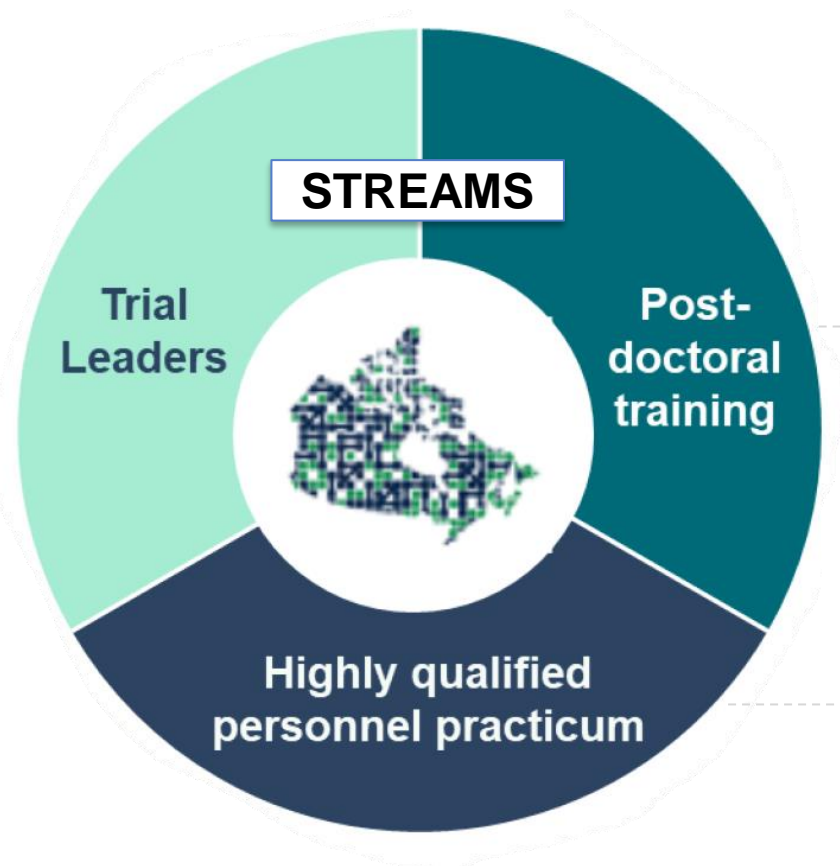 STREAMS
Trial
Leaders
Post-
doctoral
training
Highly qualified
personnel practicum